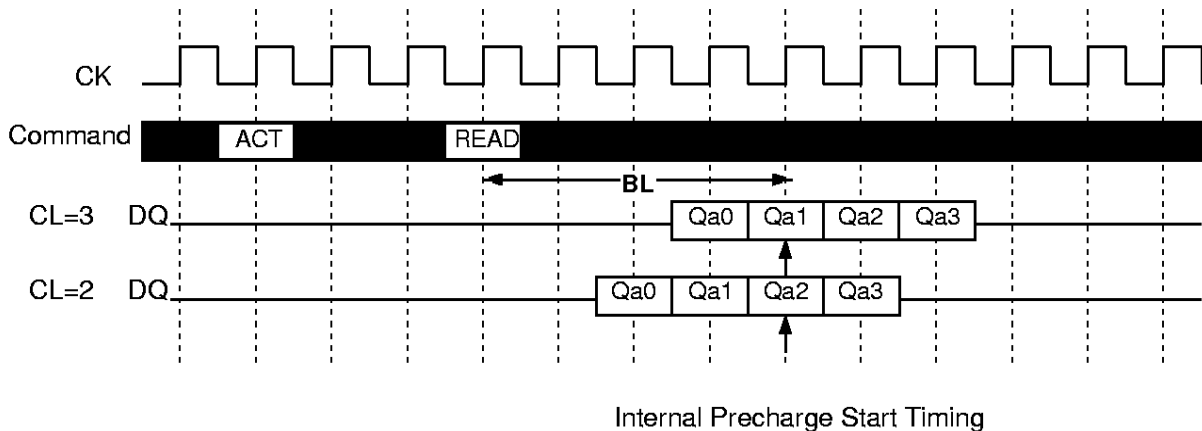 CK
Command ACT READ
BL
CL=3 DQ Qa0 Qa1 Qa2 Qa3
CL=2 DQ Qa0 Qa1 Qa2 Qa3
Internal Precharge Start Timing